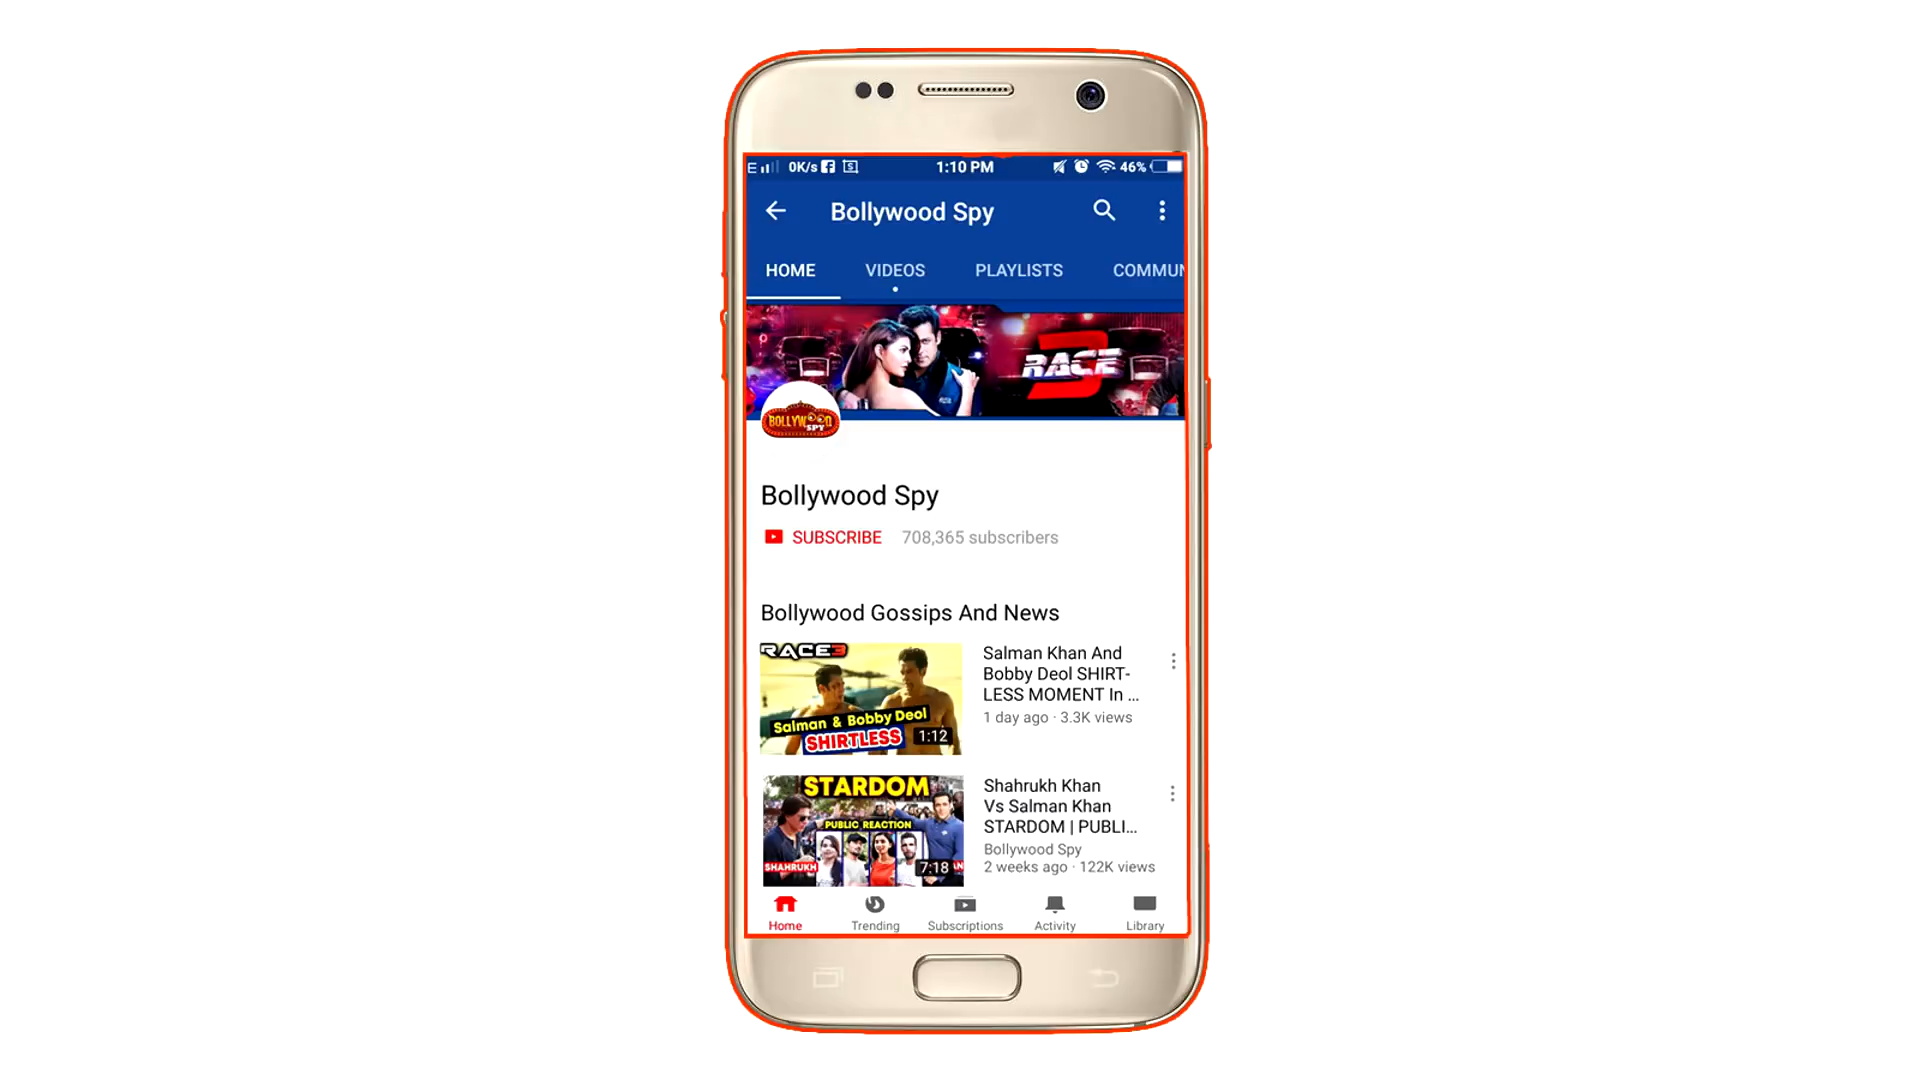 E 0K/s 1:10 PM 46%
Bollywood Spy
HOME VIDEOS PLAYLISTS COMMUN
RACE 3
BOLLYWOOD
SPY
Bollywood Spy
SUBSCRIBE 708,365 subscribers
Bollywood Gossips And News
RACE3
Salman & Bobby Deol
SHIRTLESS
1:12
Salman Khan And
Bobby Deol SHIRT-
LESS MOMENT In ...
1 day ago · 3.3K views
STARDOM
PUBLIC REACTION
SHAHRUKH
7:18
Shahrukh Khan
Vs Salman Khan
STARDOM | PUBLI...
Bollywood Spy
2 weeks ago · 122K views
Home Trending Subscriptions Activity Library